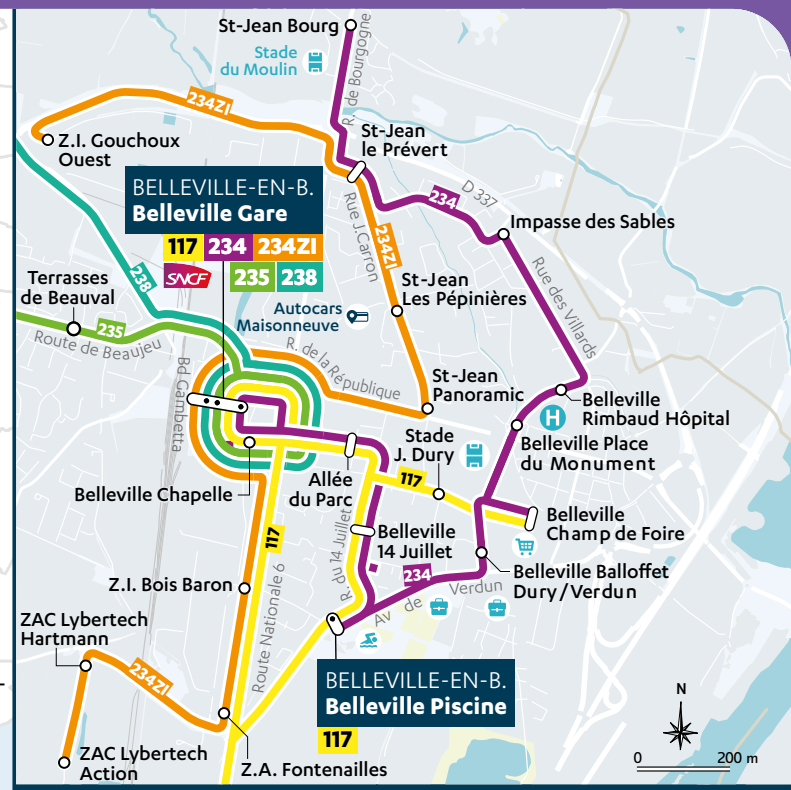 St-Jean Bourg
Stade
du Moulin
R. de Bourgogne
234ZI
Z.I. Gouchoux
Ouest
St-Jean
le Prévert
BELLEVILLE-EN-B.
Belleville Gare
117 234 234ZI
SNCF 235 238
234
D 337
Impasse des Sables
Rue J.Carron
234ZI
Rue des Villards
238
Terrasses
de Beauval
235
Route de Beaujeu
St-Jean
Les Pépinières
Autocars
Maisonneuve
R. de la République
Bd Gambetta
St-Jean
Panoramic
Belleville
Rimbaud Hôpital
H
Stade
J. Dury
Belleville Place
du Monument
Belleville Chapelle
Allée
du Parc
117
117
R. du 14 Juillet
Belleville
14 Juillet
Belleville
Champ de Foire
234
Belleville Balloffet
Dury/Verdun
Av de Verdun
Z.I. Bois Baron
Route Nationale 6
ZAC Lybertech
Hartmann
234ZI
BELLEVILLE-EN-B.
Belleville Piscine
117
ZAC Lybertech
Action
Z.A. Fontenailles
N
0 200 m